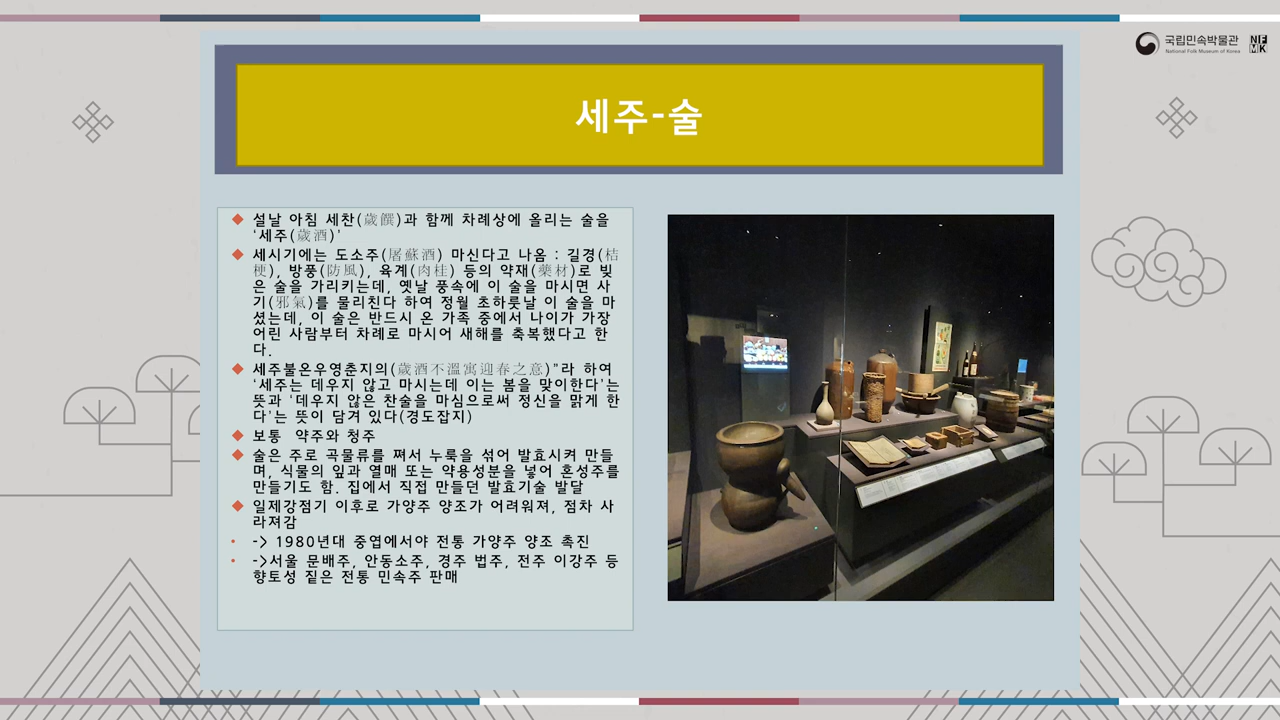 국립민속박물관
National Folk Museum of Korea
NF
MK
세주-술
설날 아침 세찬(歲饌)과 함께 차례상에 올리는 술을
‘세주(歲酒)’
세시기에는 도소주(屠蘇酒) 마신다고 나옴 : 길경(桔
梗), 방풍(防風), 육계(肉桂) 등의 약재(藥材)로 빚
은 술을 가리키는데, 옛날 풍속에 이 술을 마시면 사
기(邪氣)를 물리친다 하여 정월 초하룻날 이 술을 마
셨는데, 이 술은 반드시 온 가족 중에서 나이가 가장
어린 사람부터 차례로 마시어 새해를 축복했다고 한
다.
세주불온우영춘지의(歲酒不溫寓迎春之意)"라 하여
‘세주는 데우지 않고 마시는데 이는 봄을 맞이한다’는
뜻과 ‘데우지 않은 찬술을 마심으로써 정신을 맑게 한
다’는 뜻이 담겨 있다(경도잡지)
보통 약주와 청주
술은 주로 곡물류를 쪄서 누룩을 섞어 발효시켜 만들
며, 식물의 잎과 열매 또는 약용성분을 넣어 혼성주를
만들기도 함. 집에서 직접 만들던 발효기술 발달
일제강점기 이후로 가양주 양조가 어려워져, 점차 사
라져감
-> 1980년대 중엽에서야 전통 가양주 양조 촉진
->서울 문배주, 안동소주, 경주 법주, 전주 이강주 등
향토성 짙은 전통 민속주 판매